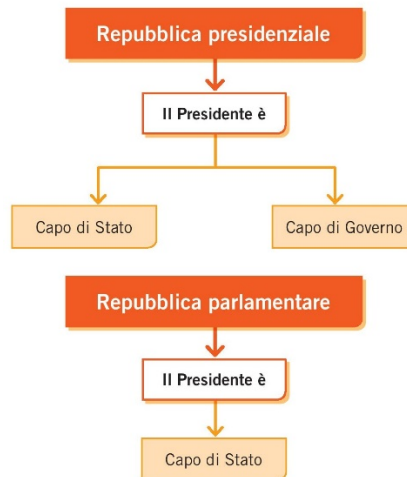 Repubblica presidenziale
Il Presidente è
Capo di Stato
Capo di Governo
Repubblica parlamentare
Il Presidente è
Capo di Stato